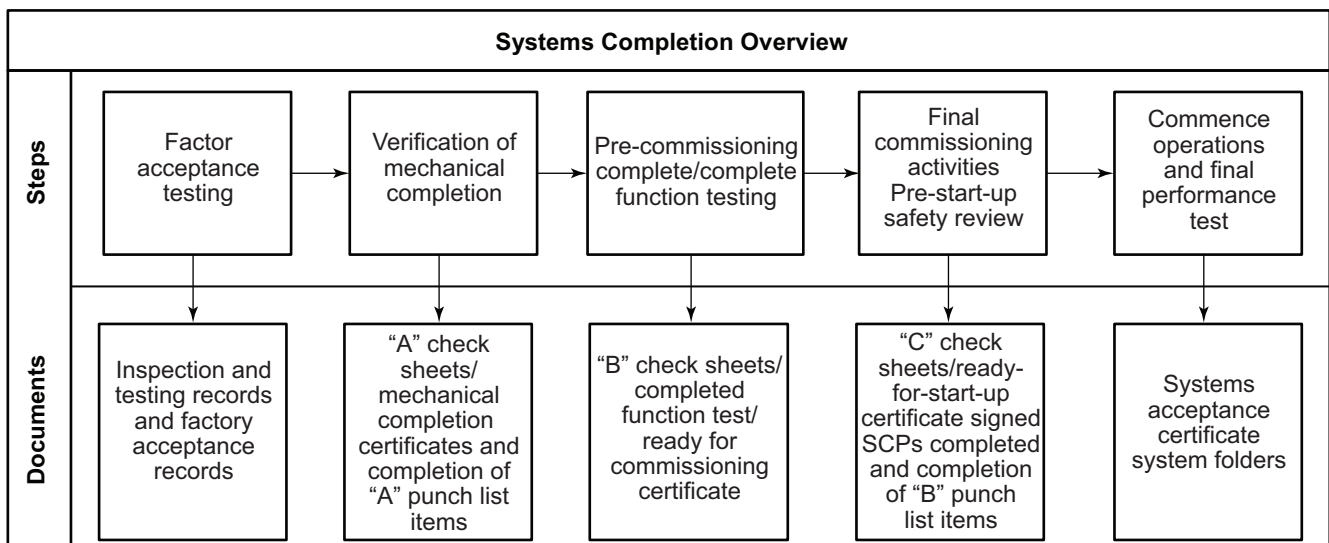 Systems Completion Overview
Steps
Factor
acceptance
testing
Verification of
mechanical
completion
Pre-commissioning
complete/complete
function testing
Final
commissioning
activities
Pre-start-up
safety review
Commence
operations
and final
performance
test
Documents
Inspection and
testing records
and factory
acceptance
records
“A” check
sheets/
mechanical
completion
certificates and
completion of
“A” punch list
items
“B” check sheets/
completed
function test/
ready for
commissioning
certificate
“C” check
sheets/ready-
for-start-up
certificate signed
SCPs completed
and completion
of “B” punch
list items
Systems
acceptance
certificate
system folders